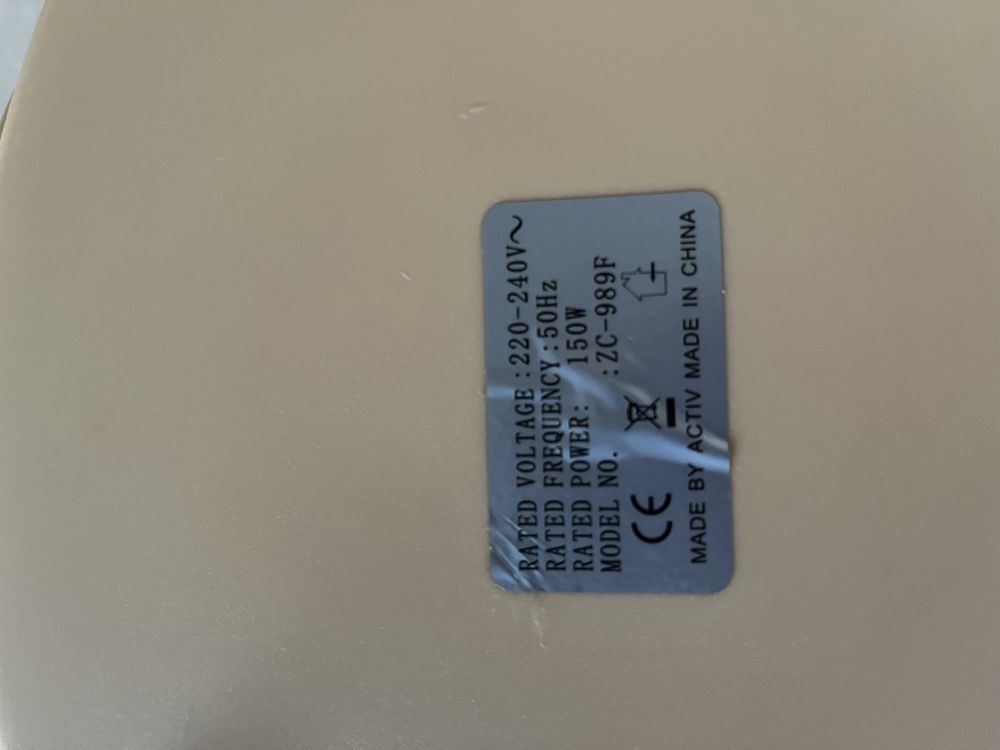 RATED VOLTAGE :220-240V~
RATED FREQUENCY :50Hz
RATED POWER: 150W
MODEL NO. :ZC-989F
CE
MADE BY ACTIV MADE IN CHINA